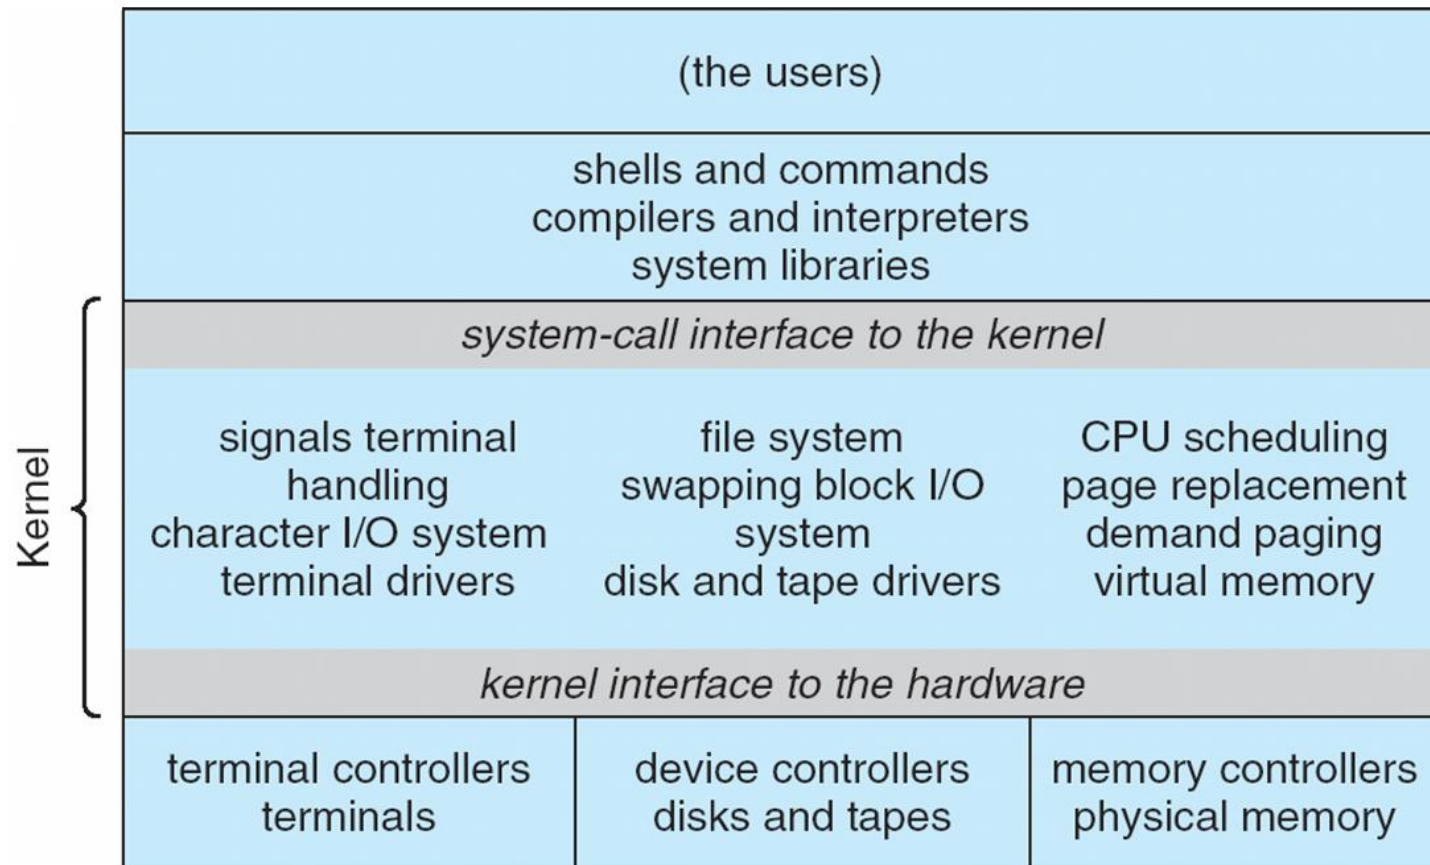 (the users)
shells and commands
compilers and interpreters
system libraries
Kernel
system-call interface to the kernel
signals terminal
handling
character I/O system
terminal drivers
file system
swapping block I/O
system
disk and tape drivers
CPU scheduling
page replacement
demand paging
virtual memory
kernel interface to the hardware
terminal controllers
terminals
device controllers
disks and tapes
memory controllers
physical memory